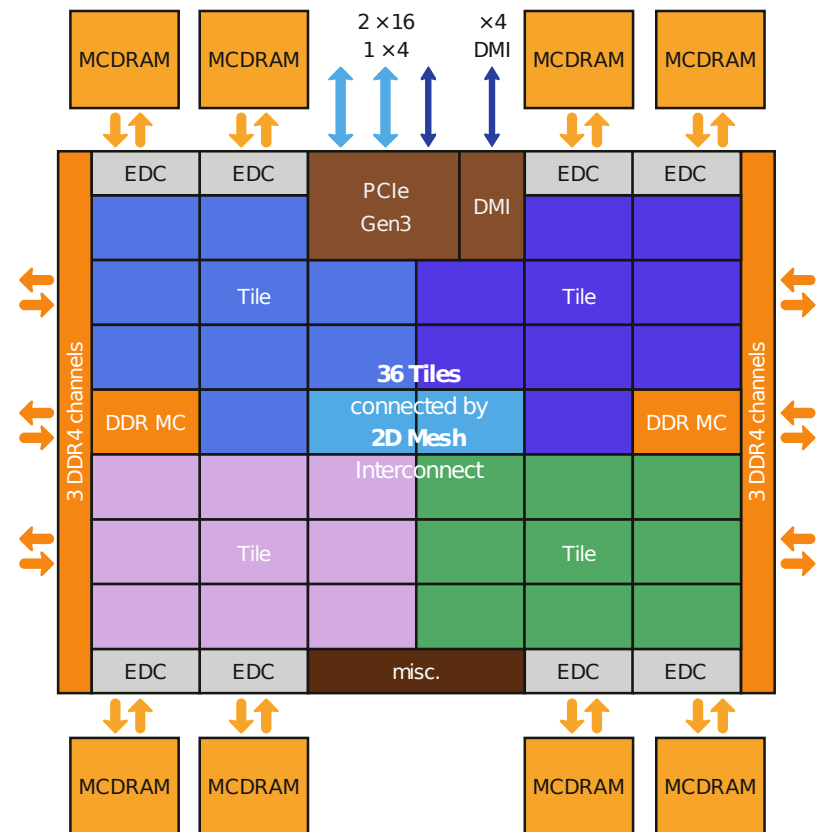 2 ×16
1 ×4
×4
DMI
MCDRAM
MCDRAM
MCDRAM
MCDRAM
EDC
EDC
PCIe
Gen3
DMI
EDC
EDC
Tile
Tile
3 DDR4 channels
36 Tiles
connected by
2D Mesh
Interconnect
DDR MC
DDR MC
3 DDR4 channels
Tile
Tile
EDC
EDC
misc.
EDC
EDC
MCDRAM
MCDRAM
MCDRAM
MCDRAM